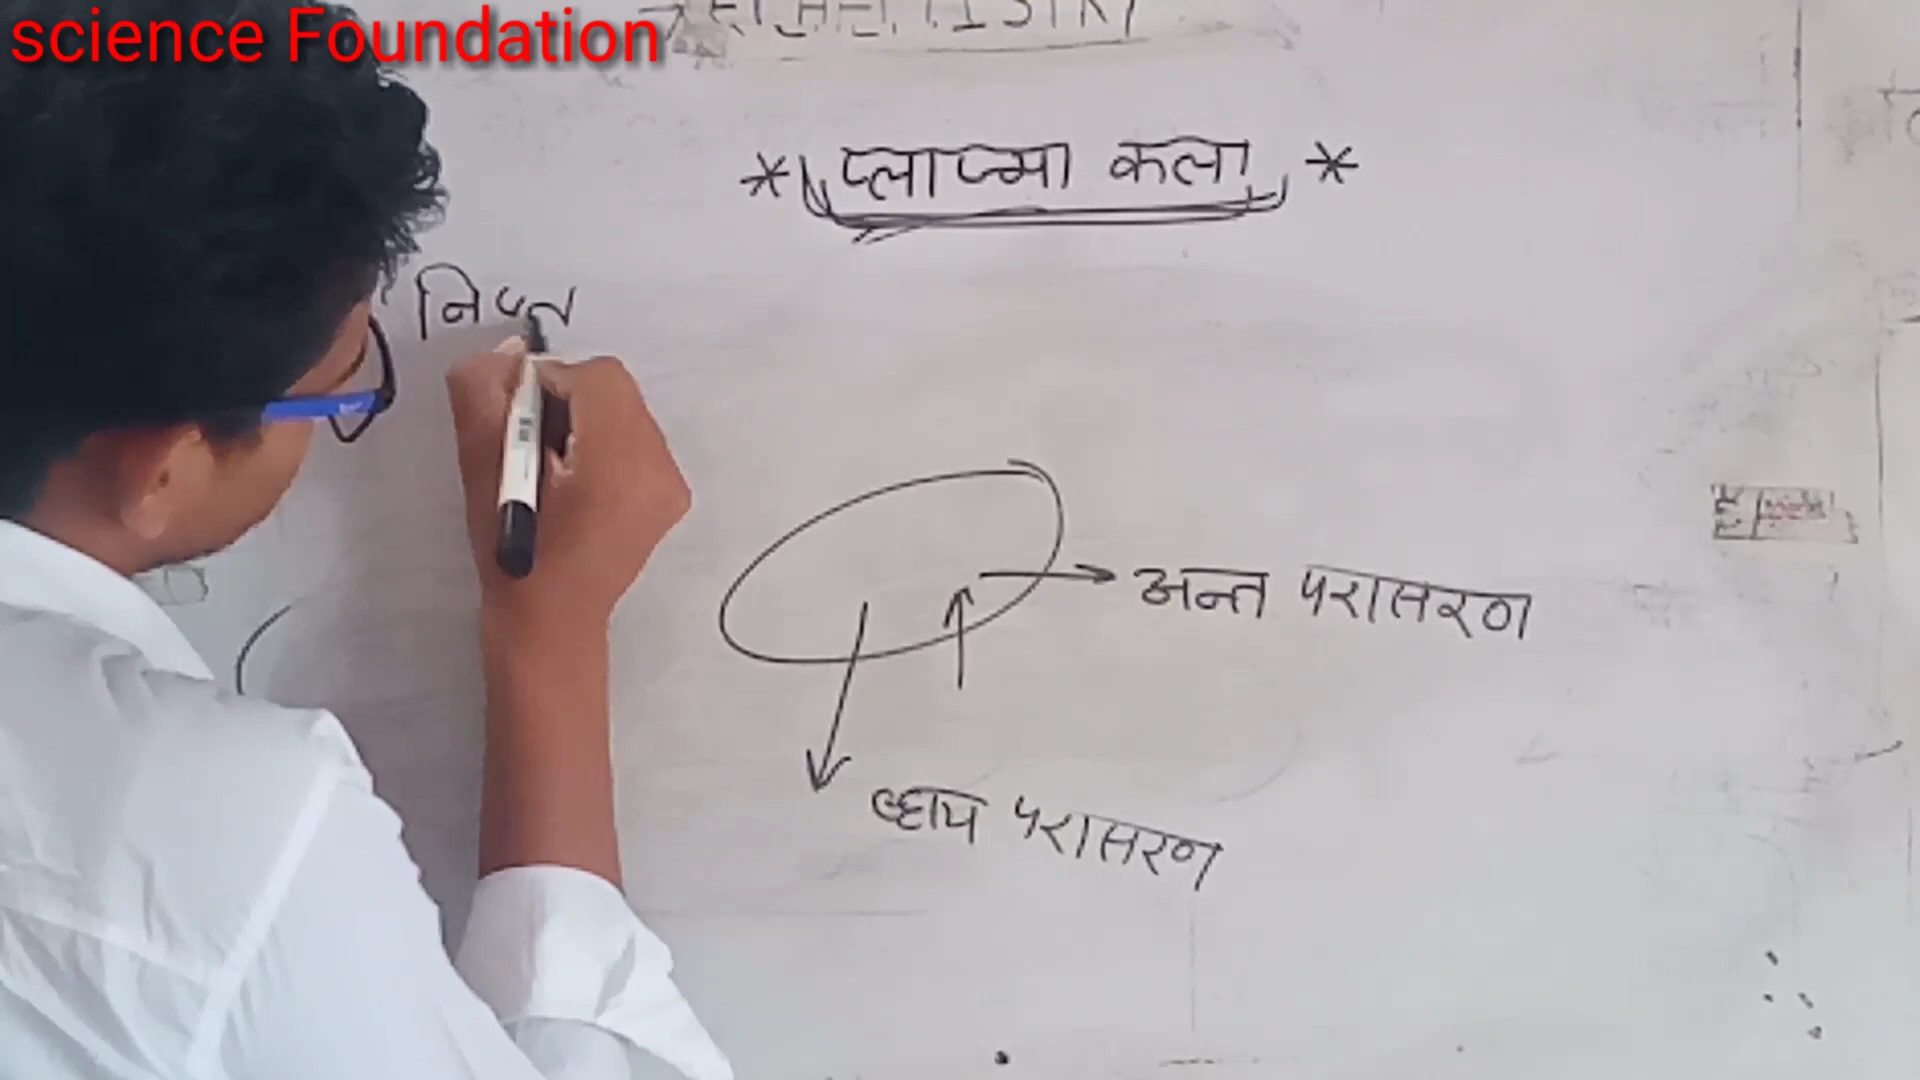 science Foundation
* प्लाज्मा कला *
अन्त परासरण
व्हाय परासरण